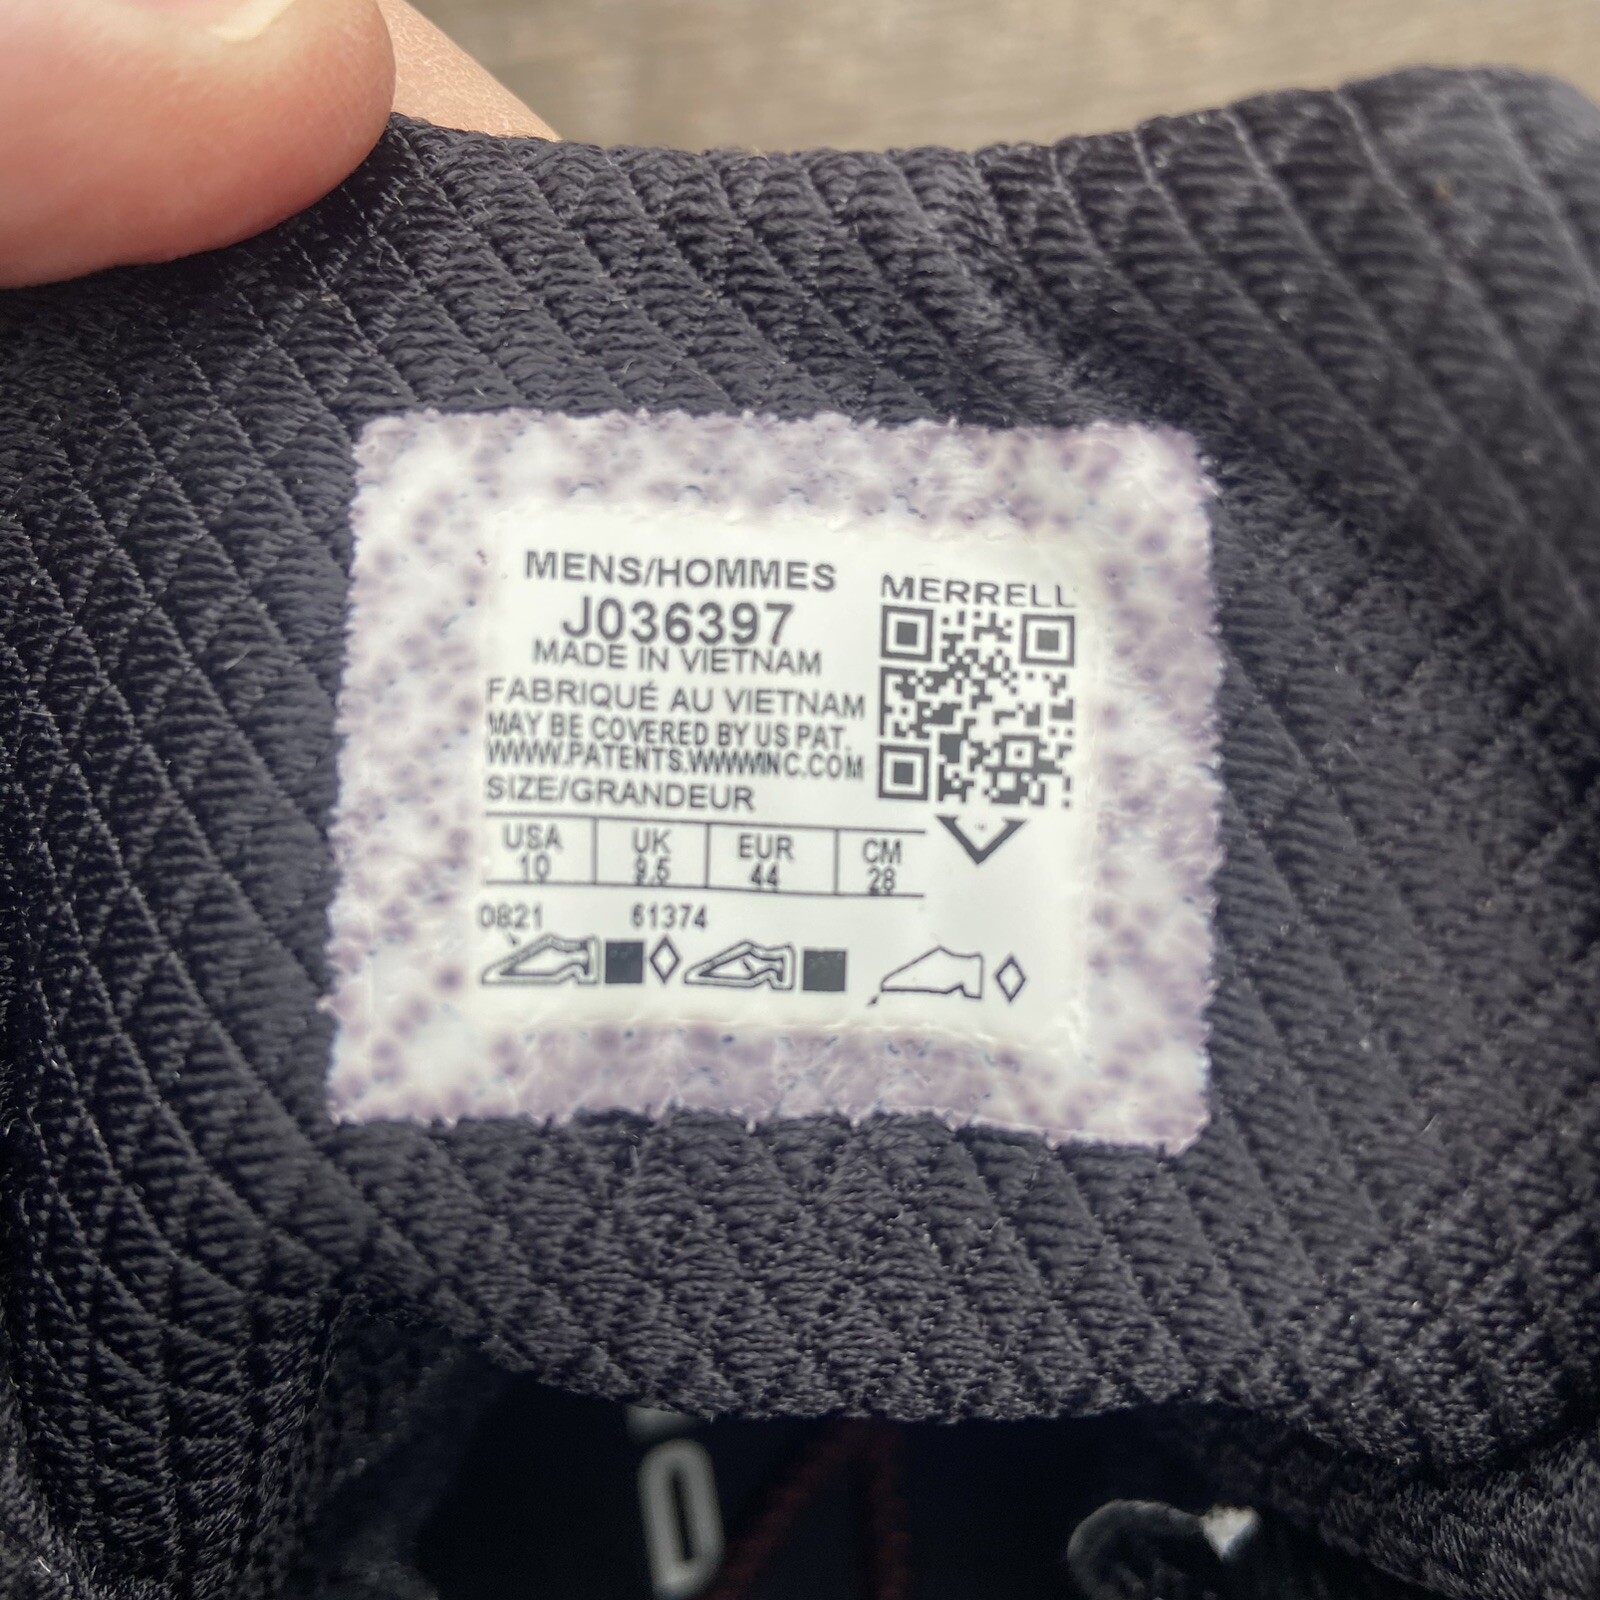 MENS/HOMMES
J036397
MADE IN VIETNAM
FABRIQUÉ AU VIETNAM
MAY BE COVERED BY US PAT.
WWW.PATENTS.WWWINC.COM
SIZE/GRANDEUR
USA UK EUR CM
10 9.5 44 28
0821 61374
MERRELL